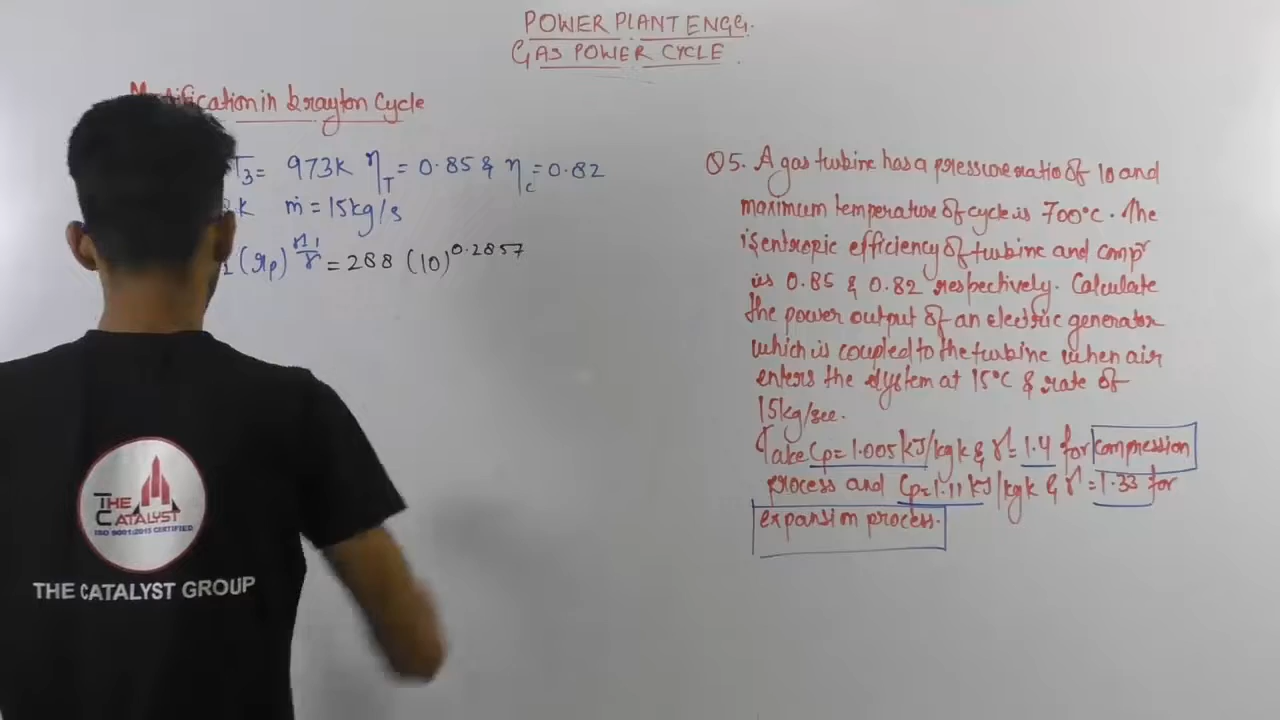 POWER PLANT ENGG.
GAS POWER CYCLE
in Brayton Cycle
T3= 973K ηT = 0.85 & ηc = 0.82
K ṁ = 15kg/s
(rp) = 288 (10)^0.2857
Q5. A gas turbine has a pressure ratio of 10 and
maximum temperature of cycle is 700°C. The
isentropic efficiency of turbine and compr
is 0.85 & 0.82 respectively. Calculate
the power output of an electric generator
which is coupled to the turbine when air
enters the system at 15°C & rate of
15kg/sec.
Take Cp= 1.005 kJ/kgk & γ = 1.4 for compression
process and Cp=1.11 kJ/kgk & γ = 1.33 for
expansion process.
THE
CATALYST
ISO 9001:2015 CERTIFIED
THE CATALYST GROUP